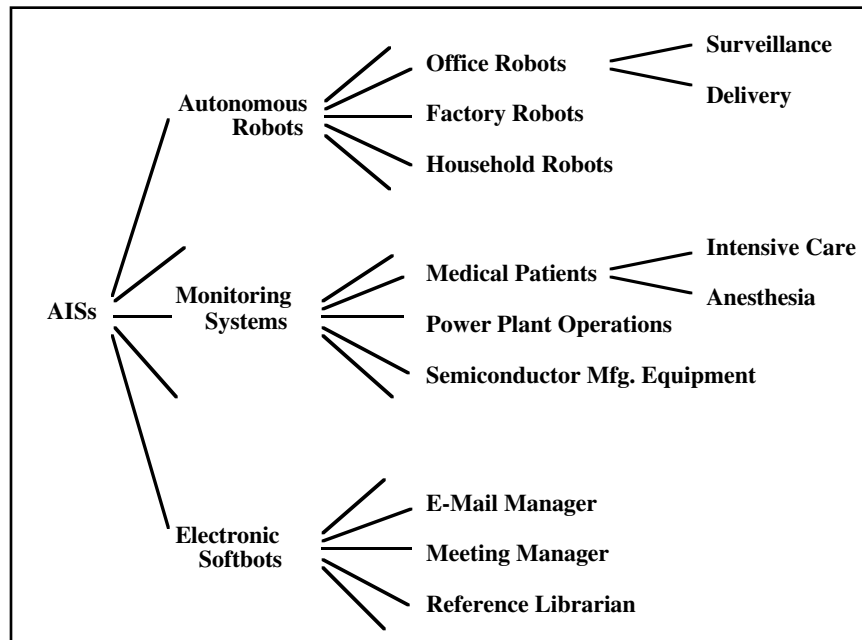 AISs
Autonomous
Robots
Office Robots
Surveillance
Delivery
Factory Robots
Household Robots
Monitoring
Systems
Medical Patients
Intensive Care
Anesthesia
Power Plant Operations
Semiconductor Mfg. Equipment
Electronic
Softbots
E-Mail Manager
Meeting Manager
Reference Librarian